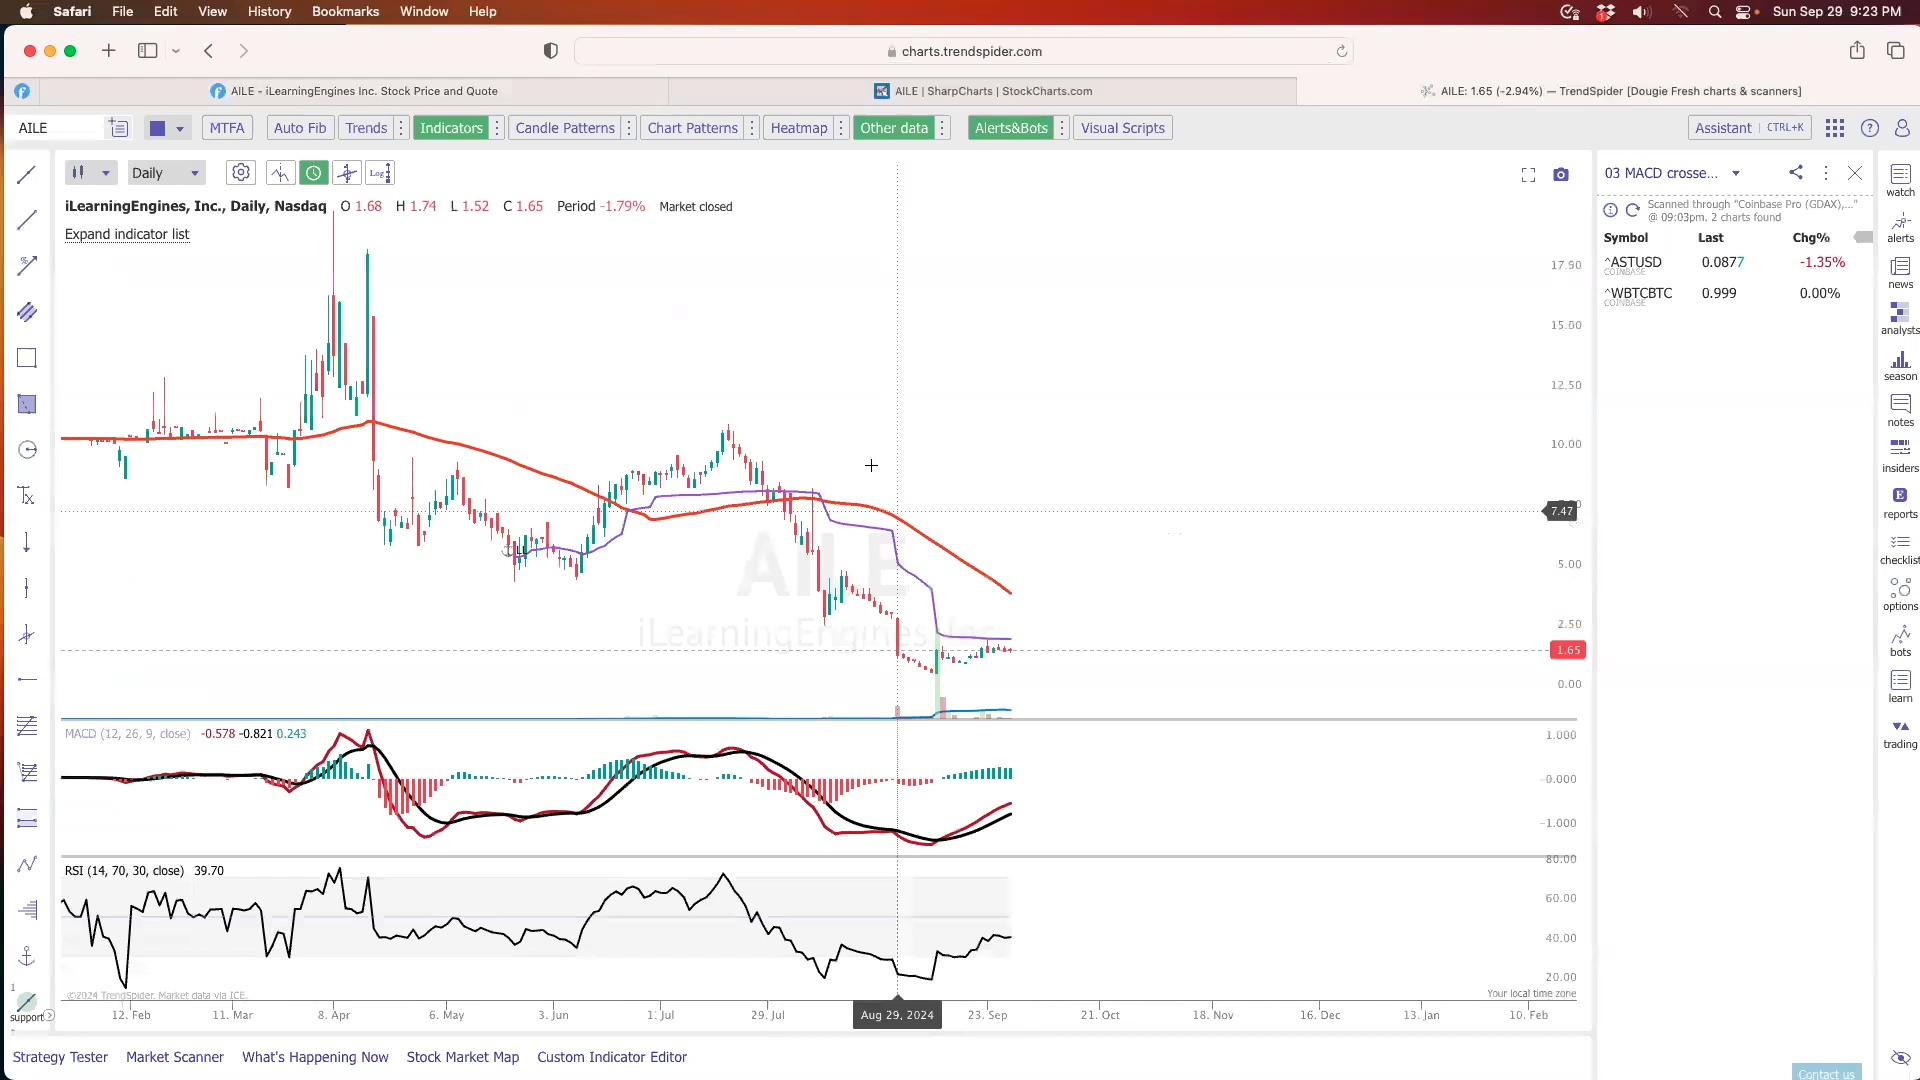 Safari File Edit View History Bookmarks Window Help Sun Sep 29 9:23 PM
charts.trendspider.com
AILE - iLearningEngines Inc. Stock Price and Quote
AILE | SharpCharts | StockCharts.com
AILE: 1.65 (-2.94%) — TrendSpider [Dougie Fresh charts & scanners]
AILE MTFA Auto Fib Trends Indicators Candle Patterns Chart Patterns Heatmap Other data Alerts&Bots Visual Scripts Assistant CTRL+K
Daily Log
iLearningEngines, Inc., Daily, Nasdaq O 1.68 H 1.74 L 1.52 C 1.65 Period -1.79% Market closed
Expand indicator list
17.50
15.00
12.50
10.00
7.47
5.00
2.50
1.65
0.00
LL
AILE
iLearningEngines Inc.
MACD (12, 26, 9, close) -0.578 -0.821 0.243
1.000
-0.000
-1.000
RSI (14, 70, 30, close) 39.70
80.00
60.00
40.00
20.00
©2024 TrendSpider. Market data via ICE.
Your local time zone
12. Feb 11. Mar 8. Apr 6. May 3. Jun 1. Jul 29. Jul Aug 29, 2024 23. Sep 21. Oct 18. Nov 16. Dec 13. Jan 10. Feb
03 MACD crosse...
Scanned through "Coinbase Pro (GDAX),..."
@ 09:03pm. 2 charts found
Symbol Last Chg%
^ASTUSD 0.0877 -1.35%
COINBASE
^WBTCBTC 0.999 0.00%
COINBASE
watch
alerts
news
analysts
season
notes
insiders
reports
checklist
options
bots
learn
trading
1
support
Strategy Tester Market Scanner What's Happening Now Stock Market Map Custom Indicator Editor
Contact us